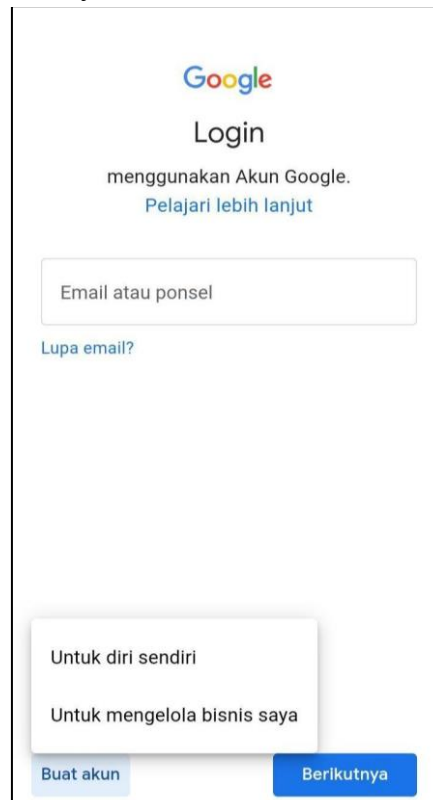 Google
Login
menggunakan Akun Google.
Pelajari lebih lanjut
Email atau ponsel
Lupa email?
Untuk diri sendiri
Untuk mengelola bisnis saya
Buat akun
Berikutnya